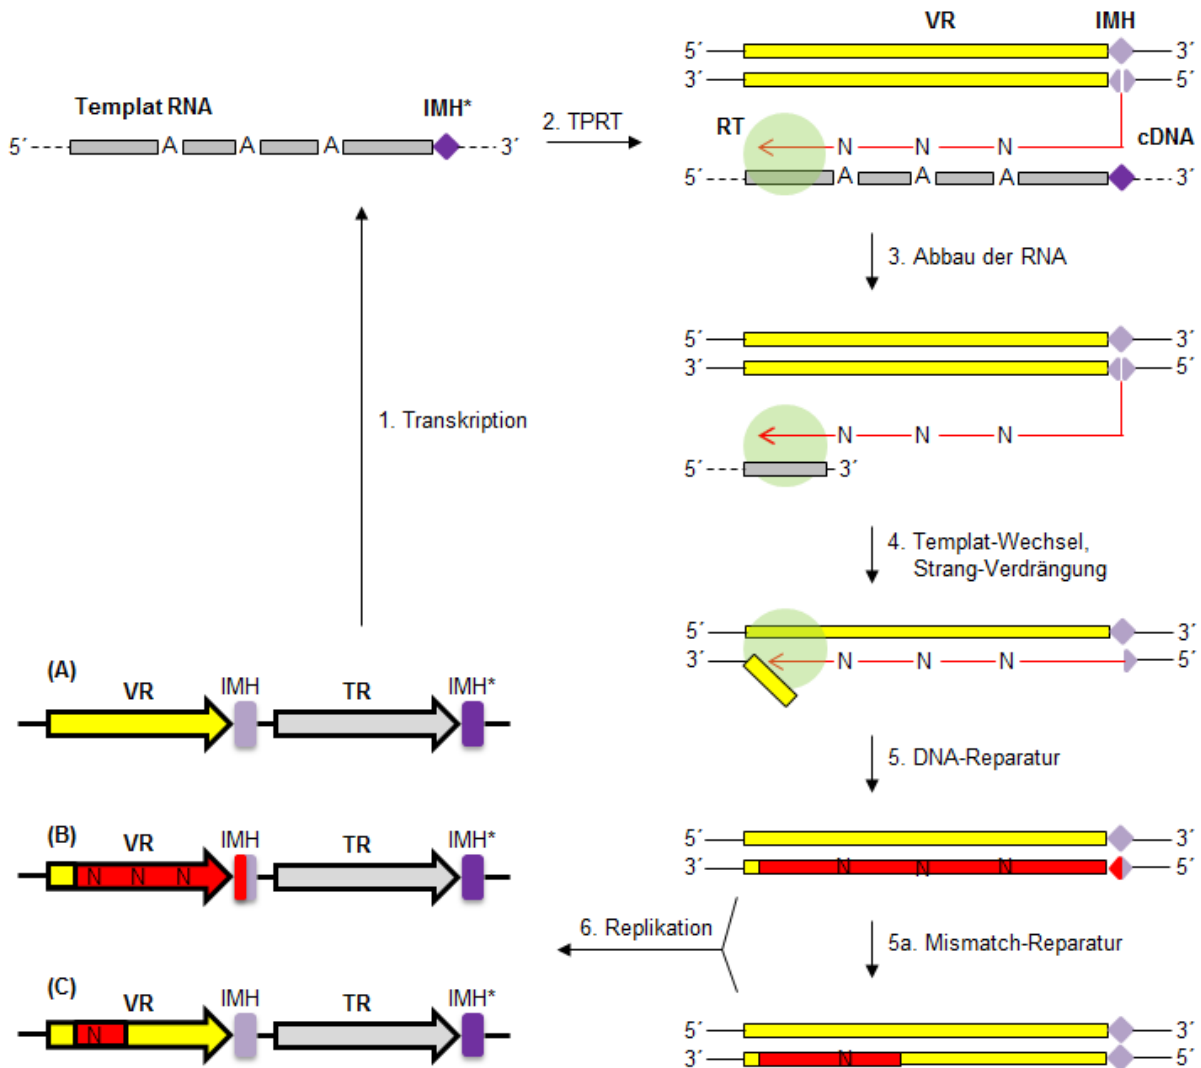 VR IMH
5´ 3´
3´ 5´
Templat RNA IMH*
5´ A A A 3´
2. TPRT
RT N N N cDNA
5´ A A A 3´
3. Abbau der RNA
5´ 3´
3´ 5´
N N N
5´ 3´
1. Transkription
4. Templat-Wechsel,
Strang-Verdrängung
5´ 3´
3´ N N N 5´
(A) VR IMH TR IMH*
5. DNA-Reparatur
(B) VR IMH TR IMH*
N N N
5´ 3´
3´ N N N 5´
6. Replikation
5a. Mismatch-Reparatur
(C) VR IMH TR IMH*
N
5´ 3´
3´ N 5´